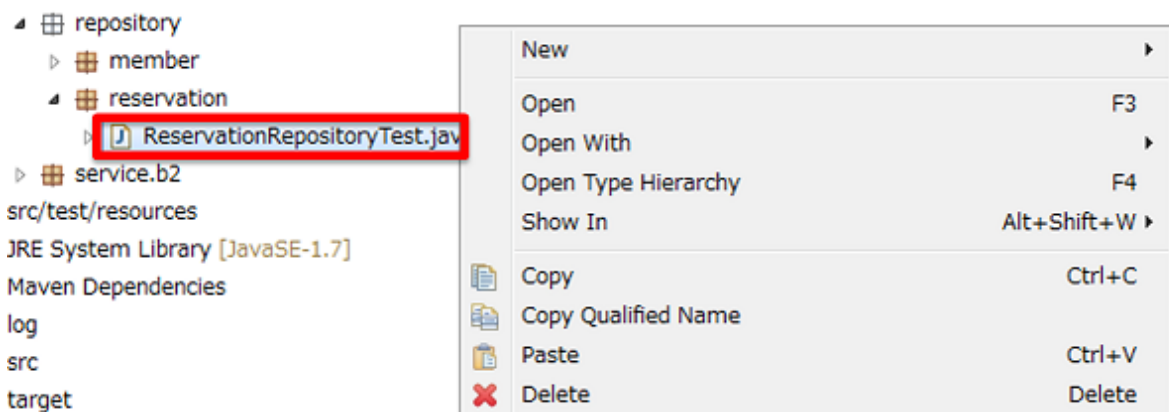 repository
member
reservation
ReservationRepositoryTest.jav
service.b2
src/test/resources
JRE System Library [JavaSE-1.7]
Maven Dependencies
log
src
target
New
Open F3
Open With
Open Type Hierarchy F4
Show In Alt+Shift+W
Copy Ctrl+C
Copy Qualified Name
Paste Ctrl+V
Delete Delete